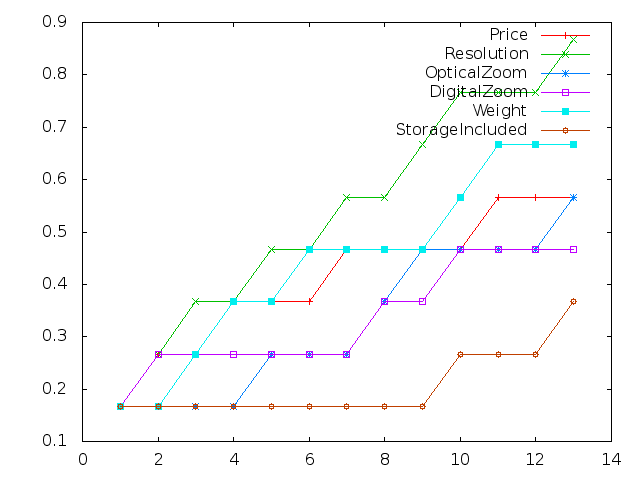 0.9
Price
Resolution
0.8
OpticalZoom
DigitalZoom
Weight
0.7
StorageIncluded
0.6
0.5
0.4
0.3
0.2
0.1
0 2 4 6 8 10 12 14